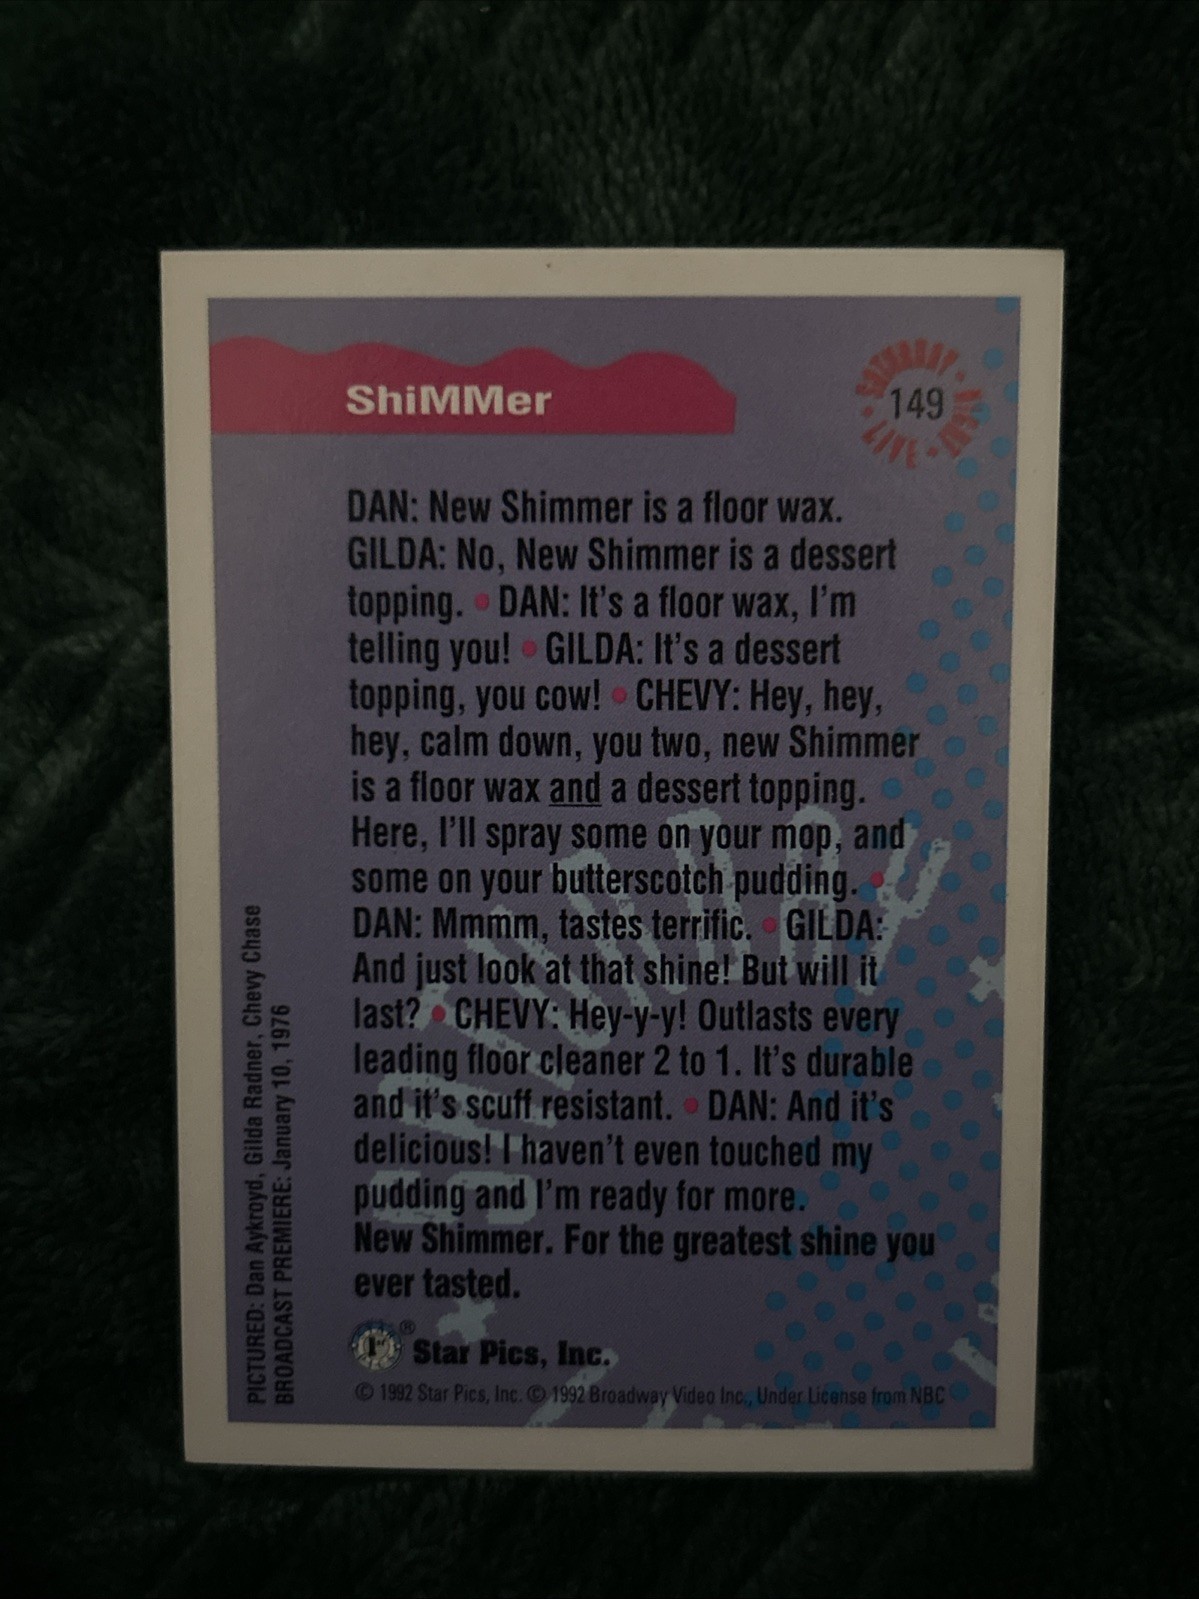 ShiMMer
SATURDAY • NIGHT • LIVE •
149
DAN: New Shimmer is a floor wax.
GILDA: No, New Shimmer is a dessert
topping. • DAN: It's a floor wax, I'm
telling you! • GILDA: It's a dessert
topping, you cow! • CHEVY: Hey, hey,
hey, calm down, you two, new Shimmer
is a floor wax and a dessert topping.
Here, I'll spray some on your mop, and
some on your butterscotch pudding. •
DAN: Mmmm, tastes terrific. • GILDA:
And just look at that shine! But will it
last? • CHEVY: Hey-y-y! Outlasts every
leading floor cleaner 2 to 1. It's durable
and it's scuff resistant. • DAN: And it's
delicious! I haven't even touched my
pudding and I'm ready for more.
New Shimmer. For the greatest shine you
ever tasted.
SATURDAY
PICTURED: Dan Aykroyd, Gilda Radner, Chevy Chase
BROADCAST PREMIERE: January 10, 1976
1st ® Star Pics, Inc.
© 1992 Star Pics, Inc. © 1992 Broadway Video Inc., Under License from NBC